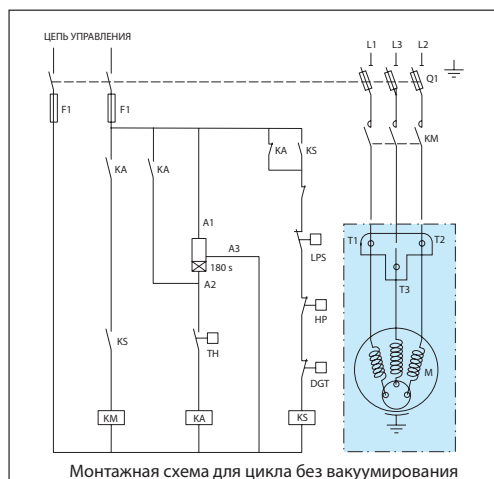 ЦЕПЬ УПРАВЛЕНИЯ
L1 L3 L2
Q1
F1 F1
KM
KA KA KA KS
A1
A3
180 s
A2
LPS
T1 T2
T3
HP
KS TH
DGT
M
KM KA KS
Монтажная схема для цикла без вакуумирования